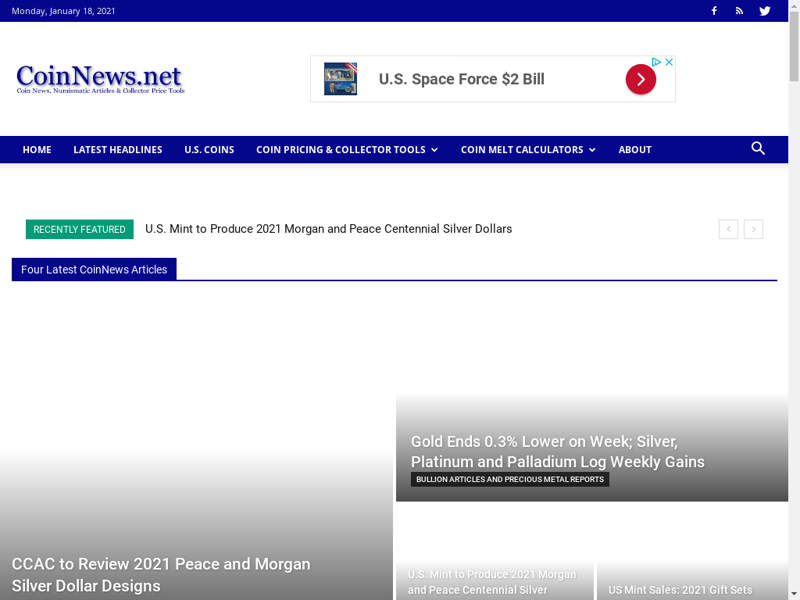 Monday, January 18, 2021
CoinNews.net
Coin News, Numismatic Articles & Collector Price Tools
U.S. Space Force $2 Bill
HOME
LATEST HEADLINES
U.S. COINS
COIN PRICING & COLLECTOR TOOLS
COIN MELT CALCULATORS
ABOUT
RECENTLY FEATURED
U.S. Mint to Produce 2021 Morgan and Peace Centennial Silver Dollars
Four Latest CoinNews Articles
Gold Ends 0.3% Lower on Week; Silver,
Platinum and Palladium Log Weekly Gains
BULLION ARTICLES AND PRECIOUS METAL REPORTS
CCAC to Review 2021 Peace and Morgan
Silver Dollar Designs
U.S. Mint to Produce 2021 Morgan
and Peace Centennial Silver
US Mint Sales: 2021 Gift Sets